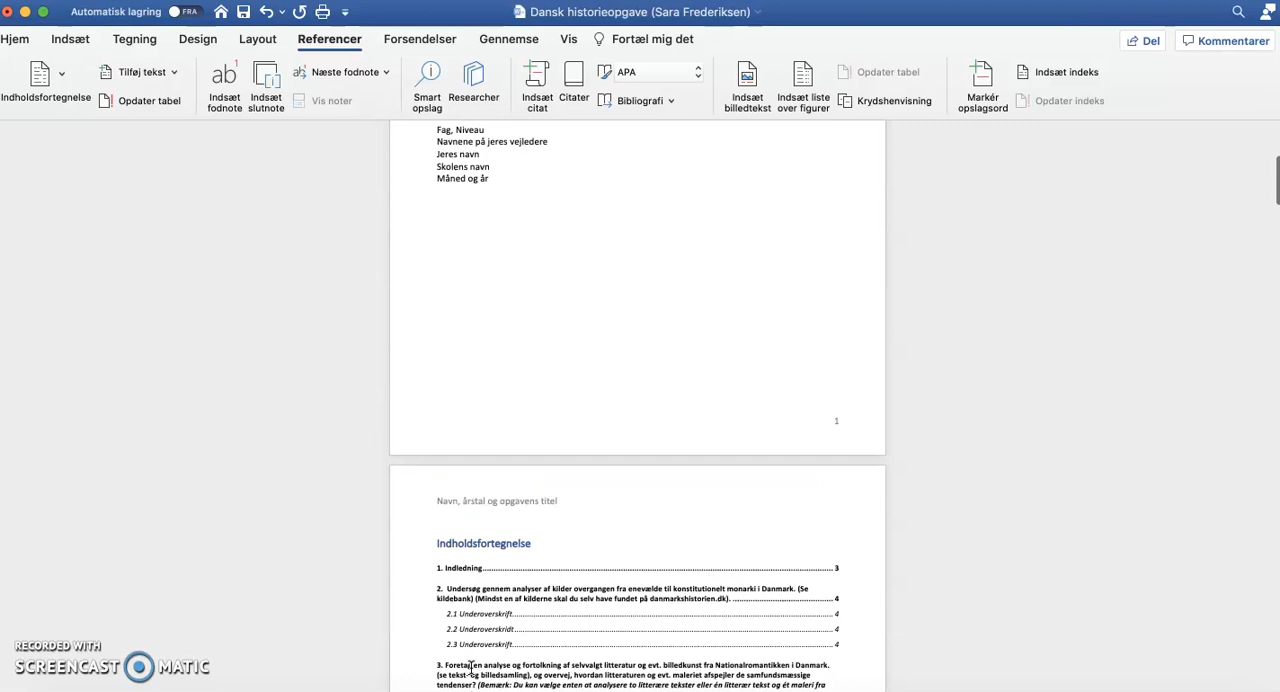 Automatisk lagring FRA Dansk historieopgave (Sara Frederiksen)
Hjem Indsæt Tegning Design Layout Referencer Forsendelser Gennemse Vis Fortæl mig det Del Kommentarer
Indholdsfortegnelse
Tilføj tekst
Opdater tabel
Indsæt fodnote
Indsæt slutnote
Næste fodnote
Vis noter
Smart opslag
Researcher
Indsæt citat
Citater
APA
Bibliografi
Indsæt billedtekst
Indsæt liste over figurer
Opdater tabel
Krydshenvisning
Markér opslagsord
Indsæt indeks
Opdater indeks
Fag, Niveau
Navnene på jeres vejledere
Jeres navn
Skolens navn
Måned og år
1
Navn, årstal og opgavens titel
Indholdsfortegnelse
1. Indledning 3
2. Undersøg gennem analyser af kilder overgangen fra enevælde til konstitutionelt monarki i Danmark. (Se
kildebank) (Mindst en af kilderne skal du selv have fundet på danmarkshistorien.dk). 4
2.1 Underoverskrift 4
2.2 Underoverskridt 4
2.3 Underoverskrift 4
3. Foretag en analyse og fortolkning af selvvalgt litteratur og evt. billedkunst fra Nationalromantikken i Danmark.
(se tekst- og billedsamling), og overvej, hvordan litteraturen og evt. maleriet afspejler de samfundsmæssige
tendenser? (Bemærk: Du kan vælge enten at analysere to litterære tekster eller én litterær tekst og ét maleri fra
RECORDED WITH
SCREENCAST MATIC